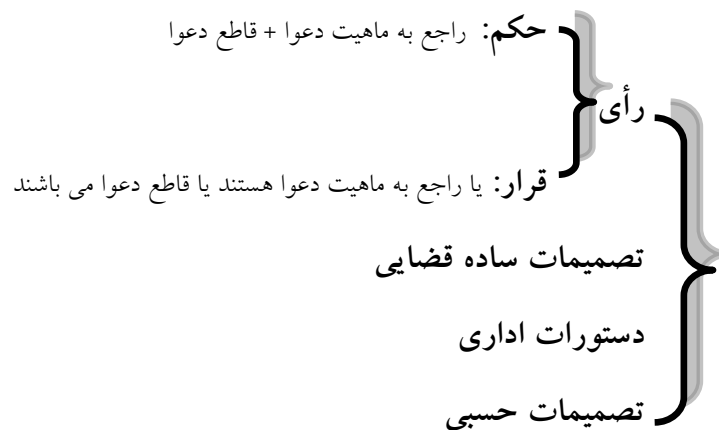 حکم: راجع به ماهیت دعوا + قاطع دعوا
رأی
قرار: یا راجع به ماهیت دعوا هستند یا قاطع دعوا می باشند
تصمیمات ساده قضایی
دستورات اداری
تصمیمات حسبی